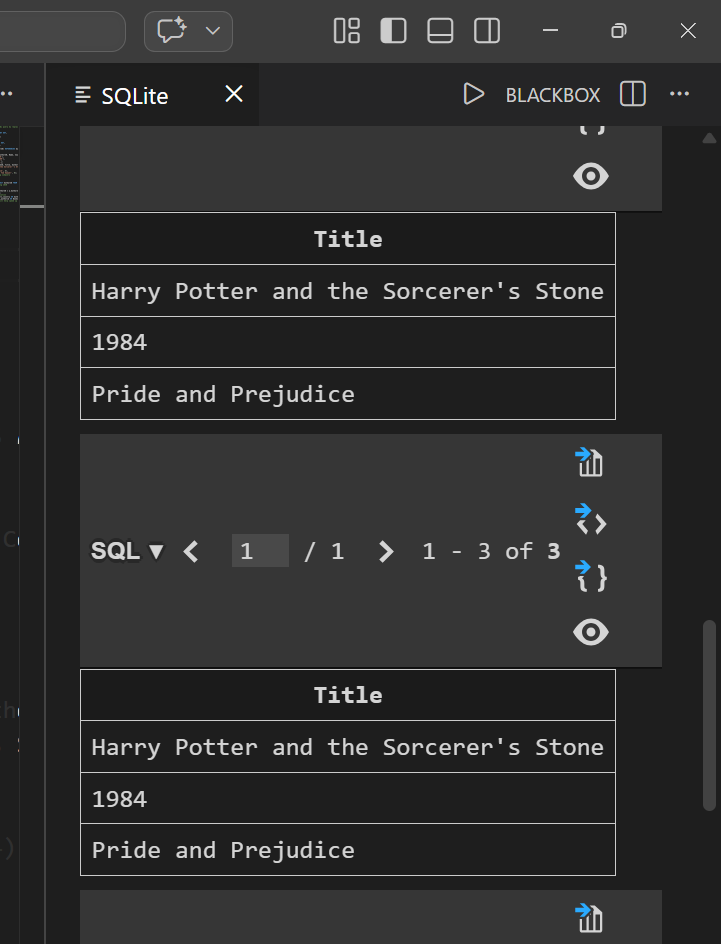 SQLite
BLACKBOX
Title
Harry Potter and the Sorcerer's Stone
1984
Pride and Prejudice
SQL ▼ 1 / 1 1 - 3 of 3
Title
Harry Potter and the Sorcerer's Stone
1984
Pride and Prejudice